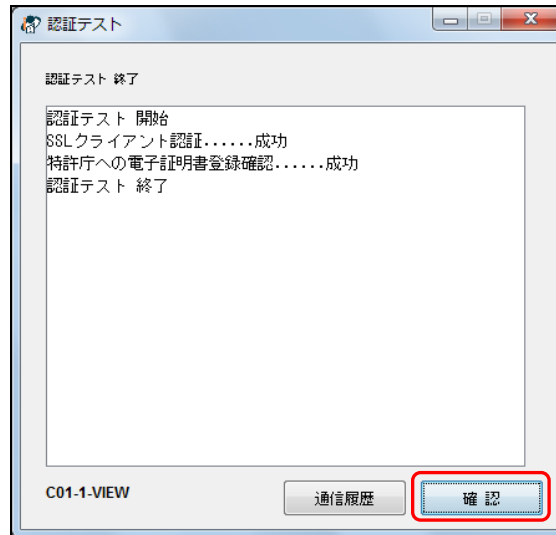 認証テスト
認証テスト 終了
認証テスト 開始
SSLクライアント認証......成功
特許庁への電子証明書登録確認......成功
認証テスト 終了
C01-1-VIEW
通信履歴
確 認